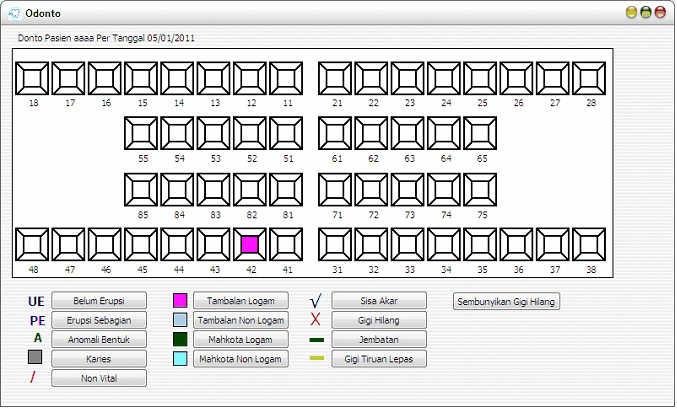 Odonto
Donto Pasien aaaa Per Tanggal 05/01/2011
18 17 16 15 14 13 12 11 21 22 23 24 25 26 27 28
55 54 53 52 51 61 62 63 64 65
85 84 83 82 81 71 72 73 74 75
48 47 46 45 44 43 42 41 31 32 33 34 35 36 37 38
UE Belum Erupsi Tambalan Logam √ Sisa Akar Sembunyikan Gigi Hilang
PE Erupsi Sebagian Tambalan Non Logam X Gigi Hilang
A Anomali Bentuk Mahkota Logam Jembatan
Karies Mahkota Non Logam Gigi Tiruan Lepas
/ Non Vital